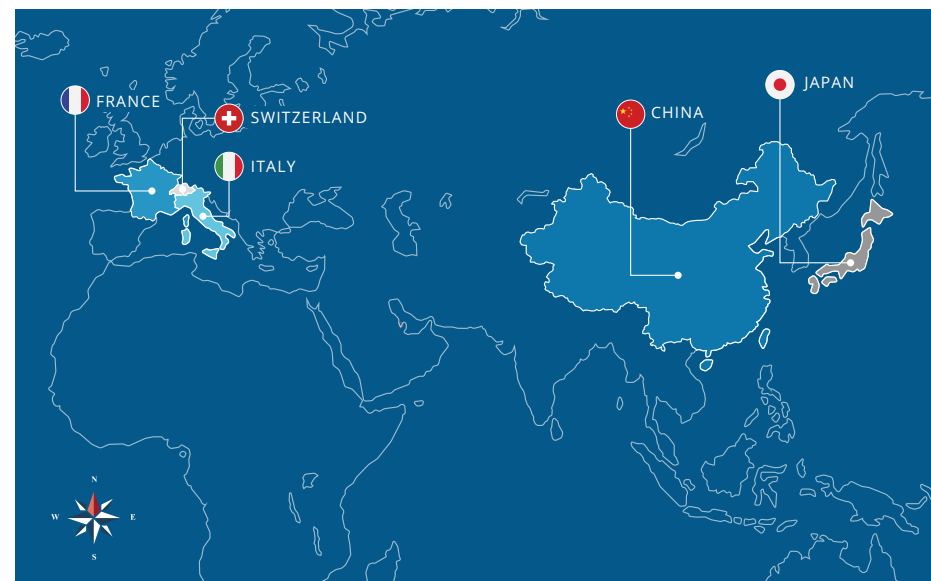 FRANCE
SWITZERLAND
ITALY
CHINA
JAPAN
N
W
E
S